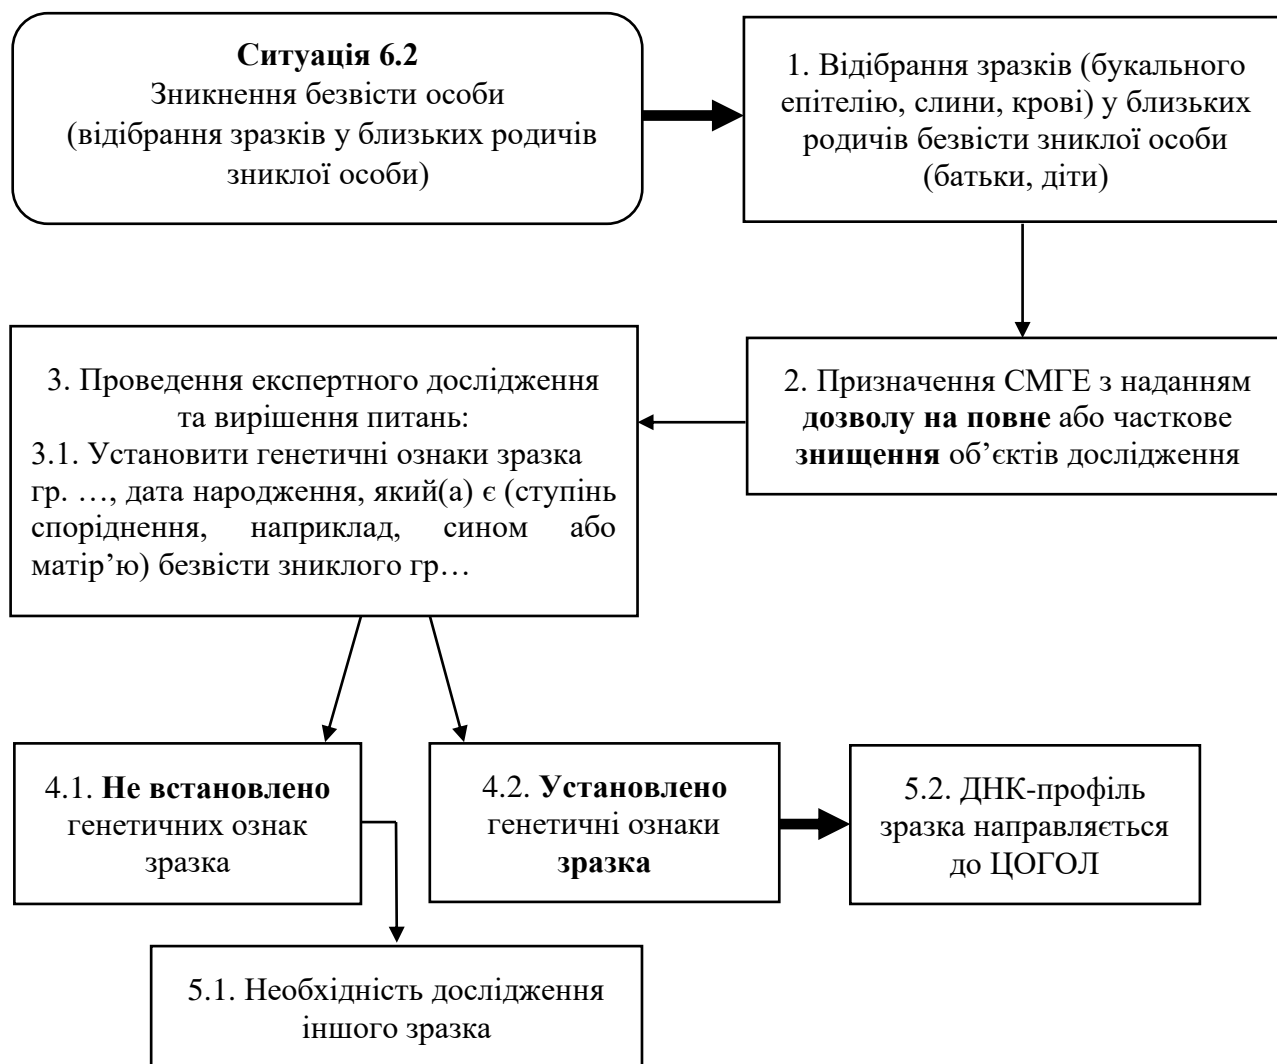 Ситуація 6.2
Зникнення безвісти особи
(відібрання зразків у близьких родичів
зниклої особи)
1. Відібрання зразків (букального
епітелію, слини, крові) у близьких
родичів безвісти зниклої особи
(батьки, діти)
2. Призначення СМГЕ з наданням
дозволу на повне або часткове
знищення об’єктів дослідження
3. Проведення експертного дослідження
та вирішення питань:
3.1. Установити генетичні ознаки зразка
гр. …, дата народження, який(а) є (ступінь
споріднення, наприклад, сином або
матір’ю) безвісти зниклого гр…
4.1. Не встановлено
генетичних ознак
зразка
4.2. Установлено
генетичні ознаки
зразка
5.2. ДНК-профіль
зразка направляється
до ЦОГОЛ
5.1. Необхідність дослідження
іншого зразка